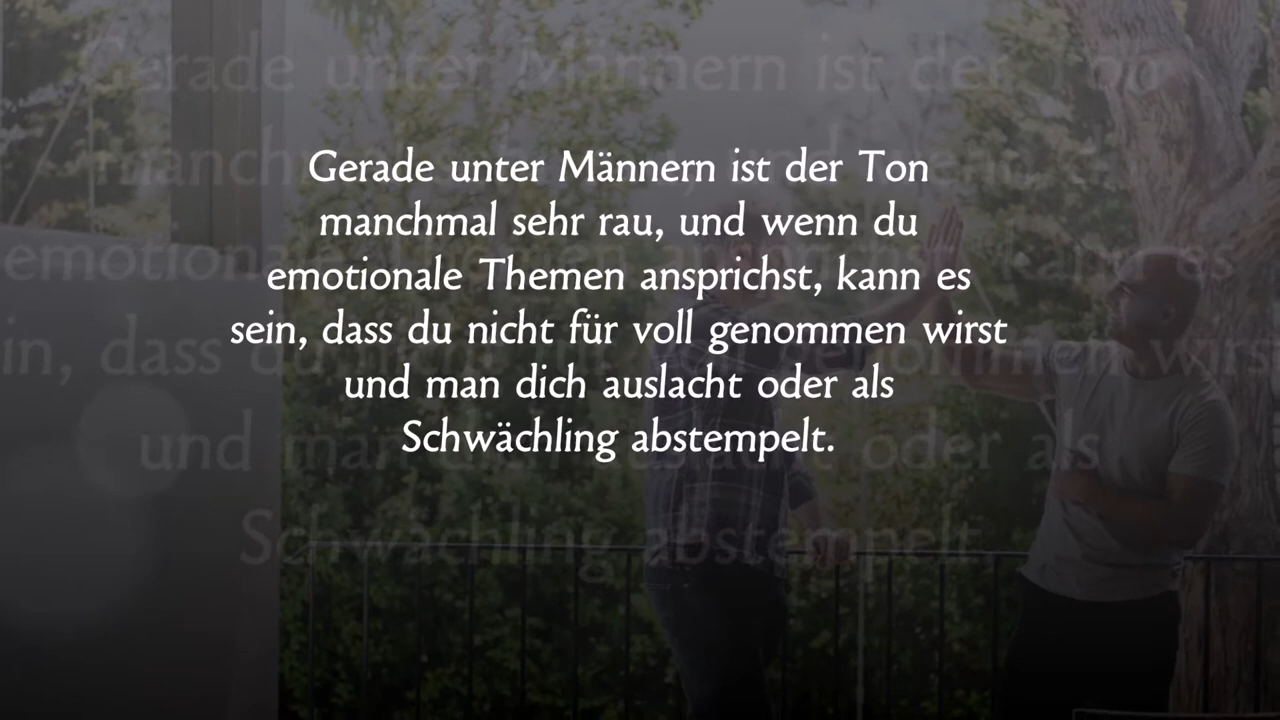 Gerade unter Männern ist der Ton
manchmal sehr rau, und wenn du
emotionale Themen ansprichst, kann es
sein, dass du nicht für voll genommen wirst
und man dich auslacht oder als
Schwächling abstempelt.